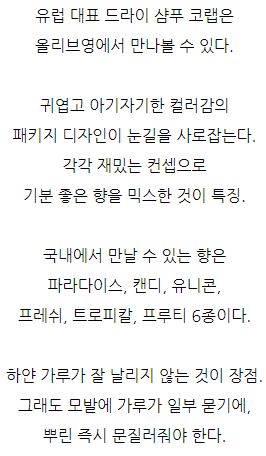 유럽 대표 드라이 샴푸 코랩은
올리브영에서 만나볼 수 있다.
귀엽고 아기자기한 컬러감의
패키지 디자인이 눈길을 사로잡는다.
각각 재밌는 컨셉으로
기분 좋은 향을 믹스한 것이 특징.
국내에서 만날 수 있는 향은
파라다이스, 캔디, 유니콘,
프레쉬, 트로피칼, 프루티 6종이다.
하얀 가루가 잘 날리지 않는 것이 장점.
그래도 모발에 가루가 일부 묻기에,
뿌린 즉시 문질러줘야 한다.